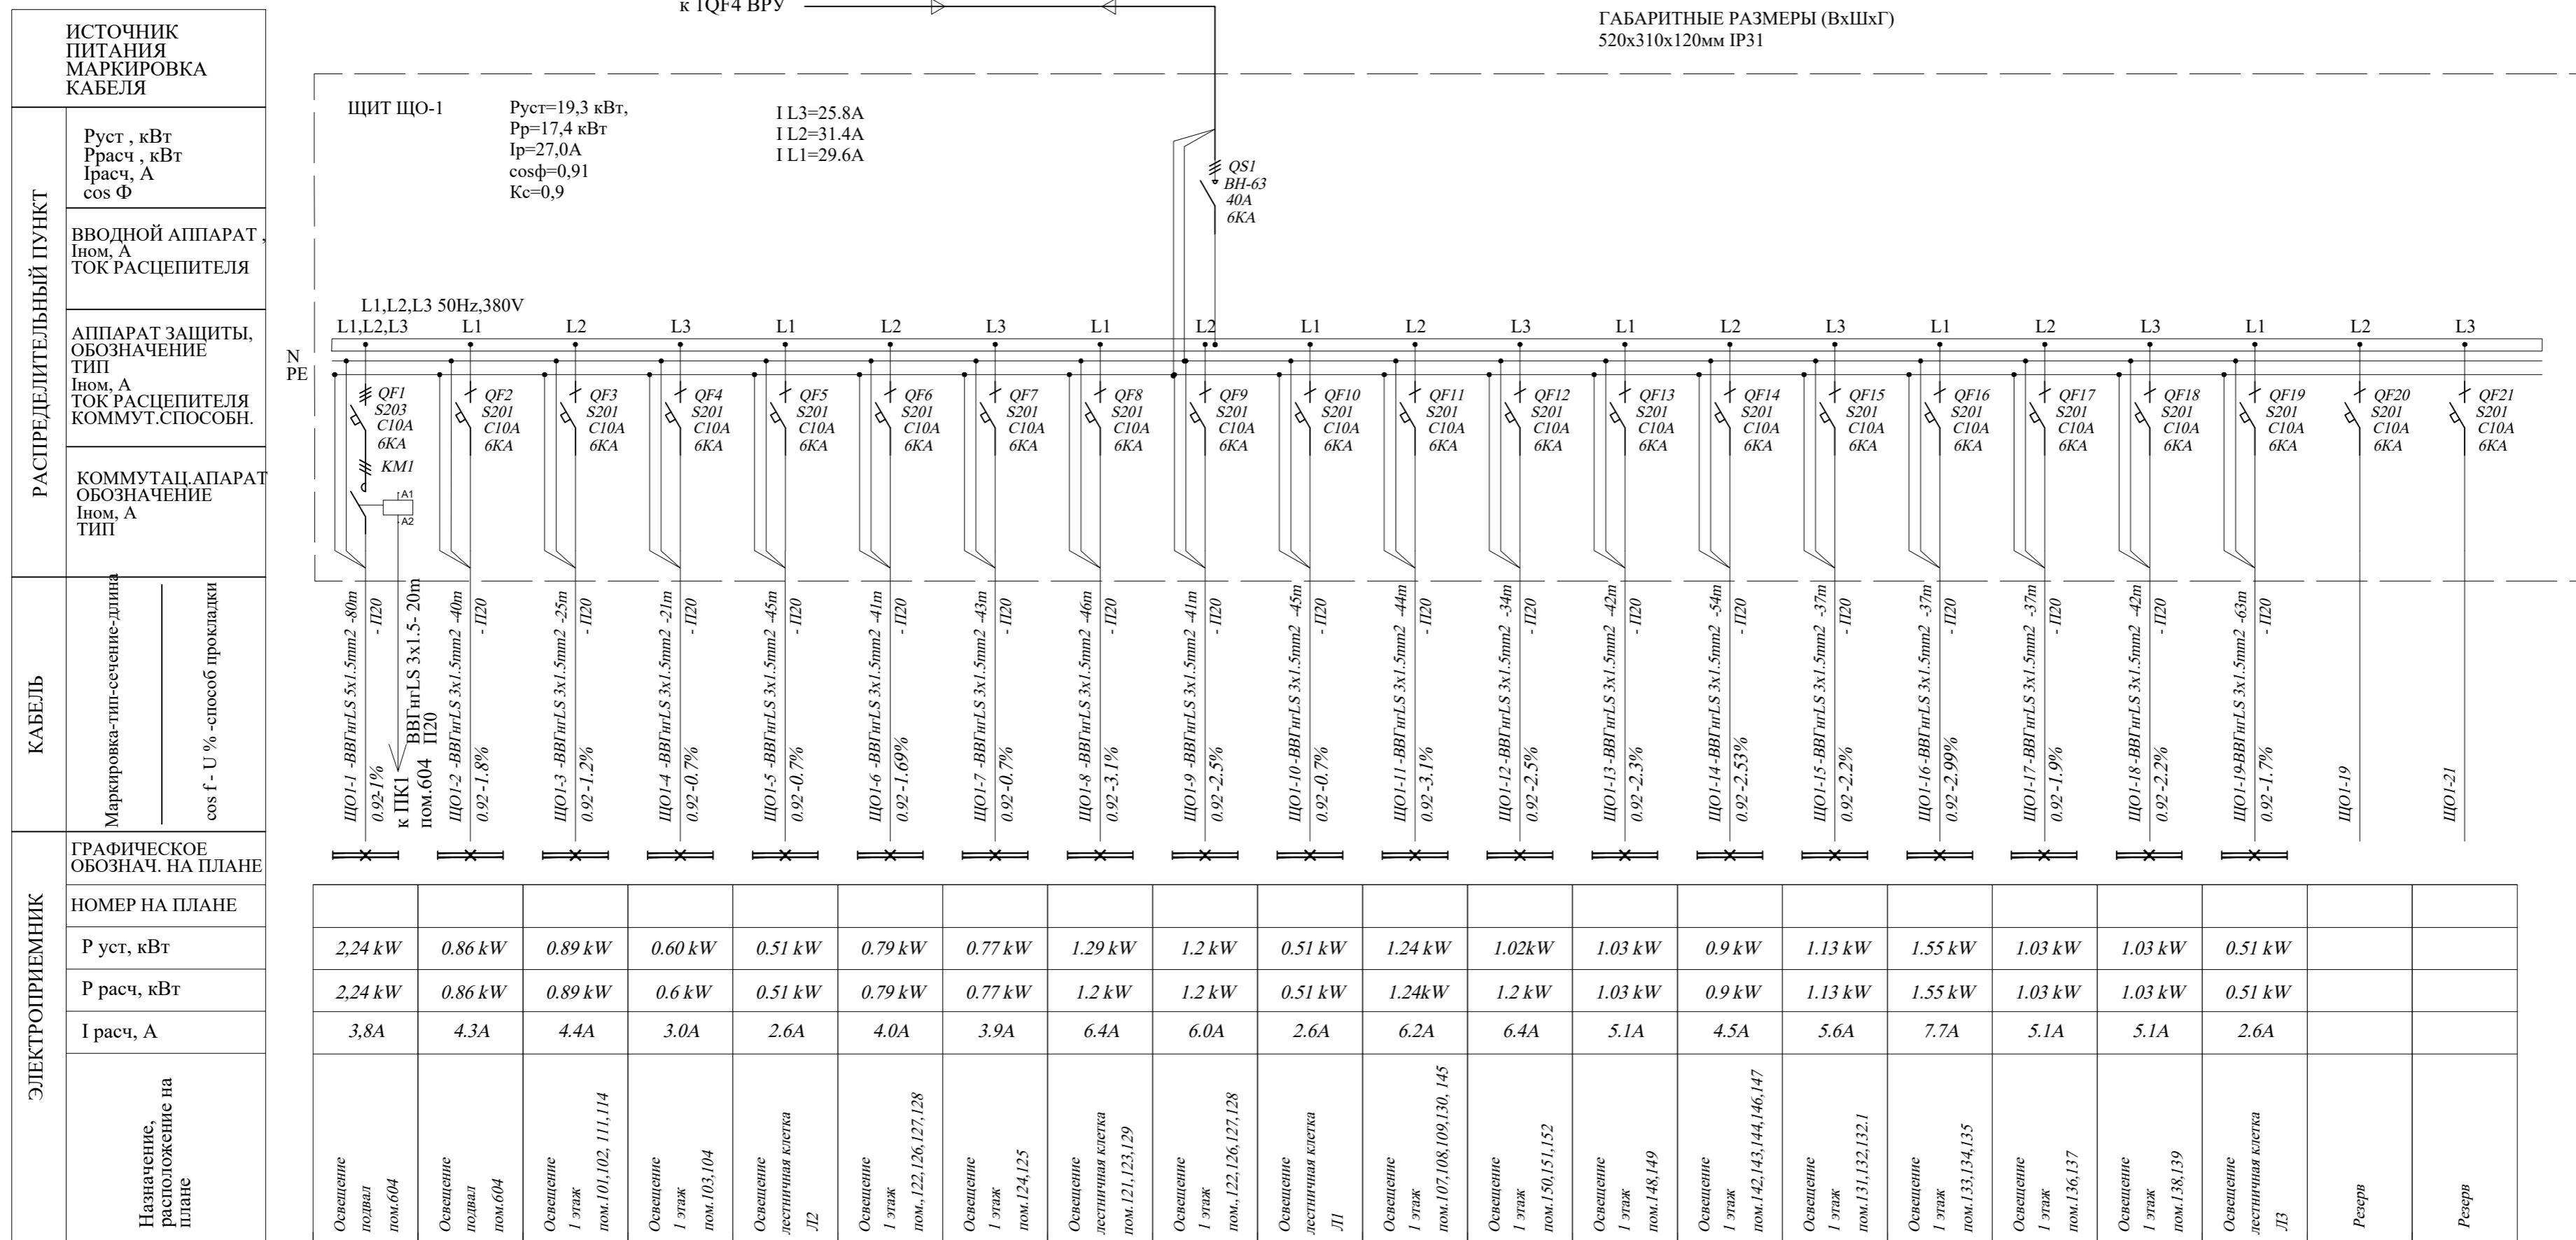 к 1QF4 ВРУ
ГАБАРИТНЫЕ РАЗМЕРЫ (ВхШхГ)
520х310х120мм IP31
ИСТОЧНИК
ПИТАНИЯ
МАРКИРОВКА
КАБЕЛЯ
РАСПРЕДЕЛИТЕЛЬНЫЙ ПУНКТ
Руст , кВт
Ррасч , кВт
Iрасч, А
cos Ф
ВВОДНОЙ АППАРАТ ,
Iном, А
ТОК РАСЦЕПИТЕЛЯ
АППАРАТ ЗАЩИТЫ,
ОБОЗНАЧЕНИЕ
ТИП
Iном, А
ТОК РАСЦЕПИТЕЛЯ
КОММУТ.СПОСОБН.
КОММУТАЦ.АПАРАТ
ОБОЗНАЧЕНИЕ
Iном, А
ТИП
ЩИТ ЩО-1
Руст=19,3 кВт,
Рр=17,4 кВт
Iр=27,0А
cosф=0,91
Кс=0,9
I L3=25.8A
I L2=31.4A
I L1=29.6A
QS1
ВН-63
40A
6KA
L1,L2,L3 50Hz,380V
L1,L2,L3 L1 L2 L3 L1 L2 L3 L1 L2 L1 L2 L3 L1 L2 L3 L1 L2 L3 L1 L2 L3
N
PE
QF1 QF2 QF3 QF4 QF5 QF6 QF7 QF8 QF9 QF10 QF11 QF12 QF13 QF14 QF15 QF16 QF17 QF18 QF19 QF20 QF21
S203 S201 S201 S201 S201 S201 S201 S201 S201 S201 S201 S201 S201 S201 S201 S201 S201 S201 S201 S201 S201
C10A C10A C10A C10A C10A C10A C10A C10A C10A C10A C10A C10A C10A C10A C10A C10A C10A C10A C10A C10A C10A
6KA 6KA 6KA 6KA 6KA 6KA 6KA 6KA 6KA 6KA 6KA 6KA 6KA 6KA 6KA 6KA 6KA 6KA 6KA 6KA 6KA
KM1
A1
A2
КАБЕЛЬ
Маркировка-тип-сечение-длина
cos f - U % -способ прокладки
ЩО1-1 -ВВГнгLS 5х1.5mm2 -80m
0.92-1% - П20
к ПК1 ВВГнгLS 3х1.5- 20m
пом.604 П20
ЩО1-2 -ВВГнгLS 3х1.5mm2 -40m
0.92 -1.8% - П20
ЩО1-3 -ВВГнгLS 3х1.5mm2 -25m
0.92 -1.2% - П20
ЩО1-4 -ВВГнгLS 3х1.5mm2 -21m
0.92 -0.7% - П20
ЩО1-5 -ВВГнгLS 3х1.5mm2 -45m
0.92 -0.7% - П20
ЩО1-6 -ВВГнгLS 3х1.5mm2 -41m
0.92 -1.69% - П20
ЩО1-7 -ВВГнгLS 3х1.5mm2 -43m
0.92 -0.7% - П20
ЩО1-8 -ВВГнгLS 3х1.5mm2 -46m
0.92 -3.1% - П20
ЩО1-9 -ВВГнгLS 3х1.5mm2 -41m
0.92 -2.5% - П20
ЩО1-10-ВВГнгLS 3х1.5mm2 -45m
0.92 -0.7% - П20
ЩО1-11-ВВГнгLS 3х1.5mm2 -44m
0.92 -3.1% - П20
ЩО1-12-ВВГнгLS 3х1.5mm2 -34m
0.92 -2.5% - П20
ЩО1-13-ВВГнгLS 3х1.5mm2 -42m
0.92 -2.3% - П20
ЩО1-14-ВВГнгLS 3х1.5mm2 -54m
0.92 -2.53% - П20
ЩО1-15-ВВГнгLS 3х1.5mm2 -37m
0.92 -2.2% - П20
ЩО1-16-ВВГнгLS 3х1.5mm2 -37m
0.92 -2.99% - П20
ЩО1-17-ВВГнгLS 3х1.5mm2 -37m
0.92 -1.9% - П20
ЩО1-18-ВВГнгLS 3х1.5mm2 -42m
0.92 -2.2% - П20
ЩО1-19-ВВГнгLS 3х1.5mm2 -63m
0.92 -1.7% - П20
ЩО1-19
ЩО1-21
ЭЛЕКТРОПРИЕМНИК
ГРАФИЧЕСКОЕ
ОБОЗНАЧ. НА ПЛАНЕ
НОМЕР НА ПЛАНЕ
Р уст, кВт 2,24 kW 0.86 kW 0.89 kW 0.60 kW 0.51 kW 0.79 kW 0.77 kW 1.29 kW 1.2 kW 0.51 kW 1.24 kW 1.02kW 1.03 kW 0.9 kW 1.13 kW 1.55 kW 1.03 kW 1.03 kW 0.51 kW
Р расч, кВт 2,24 kW 0.86 kW 0.89 kW 0.6 kW 0.51 kW 0.79 kW 0.77 kW 1.2 kW 1.2 kW 0.51 kW 1.24kW 1.2 kW 1.03 kW 0.9 kW 1.13 kW 1.55 kW 1.03 kW 1.03 kW 0.51 kW
I расч, А 3,8A 4.3A 4.4A 3.0A 2.6A 4.0A 3.9A 6.4A 6.0A 2.6A 6.2A 6.4A 5.1A 4.5A 5.6A 7.7A 5.1A 5.1A 2.6A
Назначение,
расположение на
плане
Освещение
подвал
пом.604
Освещение
подвал
пом.604
Освещение
1 этаж
пом.101,102, 111,114
Освещение
1 этаж
пом.103,104
Освещение
лестничная клетка
Л2
Освещение
1 этаж
пом.,122,126,127,128
Освещение
1 этаж
пом.124,125
Освещение
лестничная клетка
пом.121,123,129
Освещение
1 этаж
пом.,122,126,127,128
Освещение
лестничная клетка
Л1
Освещение
1 этаж
пом.107,108,109,130, 145
Освещение
1 этаж
пом.150,151,152
Освещение
1 этаж
пом.148,149
Освещение
1 этаж
пом.142,143,144,146,147
Освещение
1 этаж
пом.131,132,132.1
Освещение
1 этаж
пом.133,134,135
Освещение
1 этаж
пом.136,137
Освещение
1 этаж
пом.138,139
Освещение
лестничная клетка
Л3
Резерв
Резерв